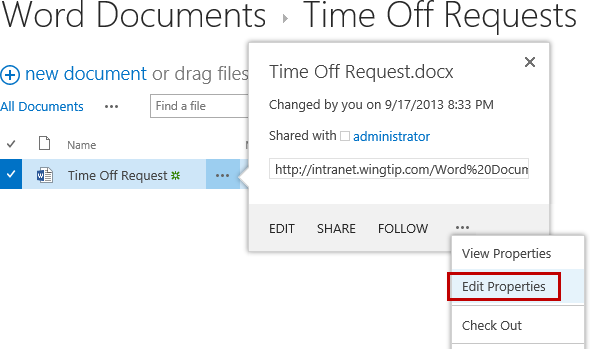 Word Documents › Time Off Requests
new document or drag files
All Documents ...
Find a file
Name
Time Off Request ...
Time Off Request.docx
Changed by you on 9/17/2013 8:33 PM
Shared with administrator
http://intranet.wingtip.com/Word%20Docum
EDIT SHARE FOLLOW ...
View Properties
Edit Properties
Check Out